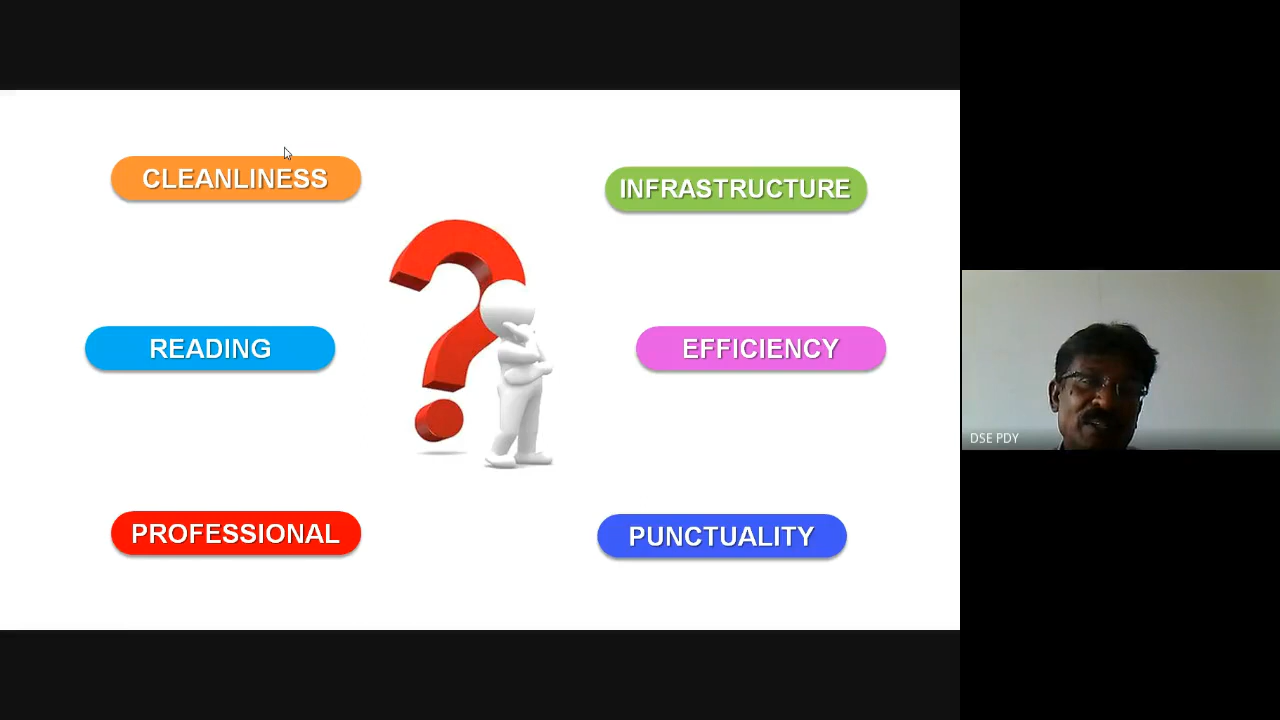 CLEANLINESS
INFRASTRUCTURE
READING
EFFICIENCY
PROFESSIONAL
PUNCTUALITY
DSE PDY